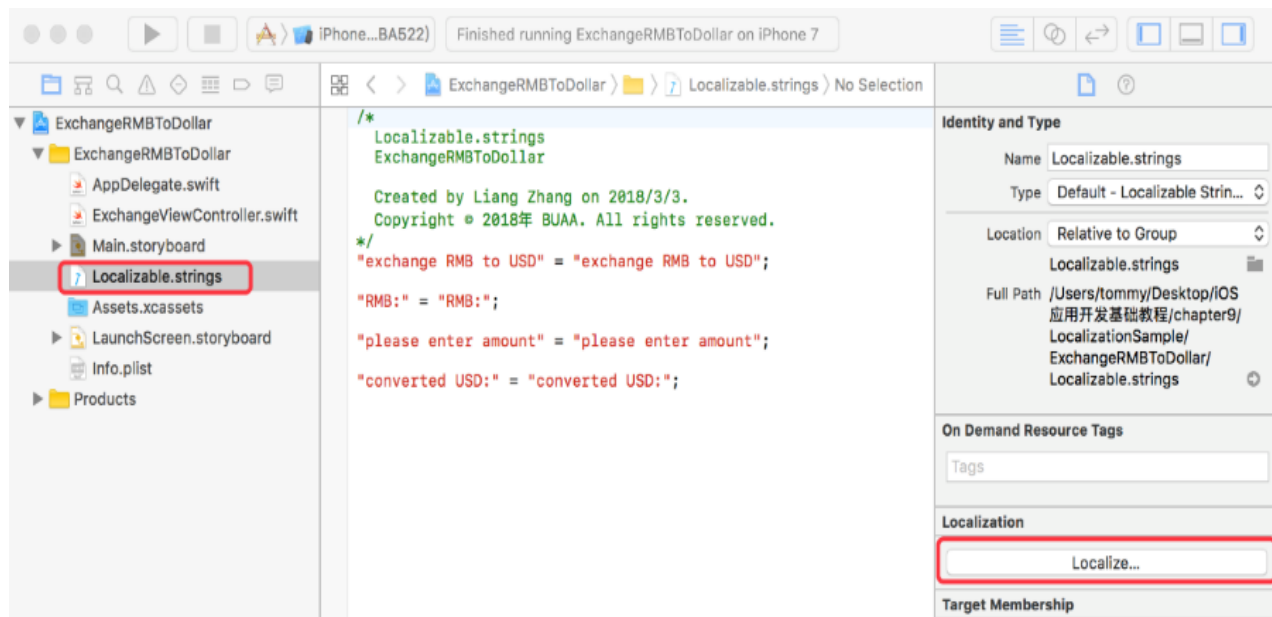 iPhone...BA522)
Finished running ExchangeRMBToDollar on iPhone 7
ExchangeRMBToDollar
Localizable.strings
No Selection
ExchangeRMBToDollar
ExchangeRMBToDollar
AppDelegate.swift
ExchangeViewController.swift
Main.storyboard
Localizable.strings
Assets.xcassets
LaunchScreen.storyboard
Info.plist
Products
/*
Localizable.strings
ExchangeRMBToDollar
Created by Liang Zhang on 2018/3/3.
Copyright © 2018年 BUAA. All rights reserved.
*/
"exchange RMB to USD" = "exchange RMB to USD";
"RMB:" = "RMB:";
"please enter amount" = "please enter amount";
"converted USD:" = "converted USD:";
Identity and Type
Name Localizable.strings
Type Default - Localizable Strin...
Location Relative to Group
Localizable.strings
Full Path /Users/tommy/Desktop/iOS
应用开发基础教程/chapter9/
LocalizationSample/
ExchangeRMBToDollar/
Localizable.strings
On Demand Resource Tags
Tags
Localization
Localize...
Target Membership